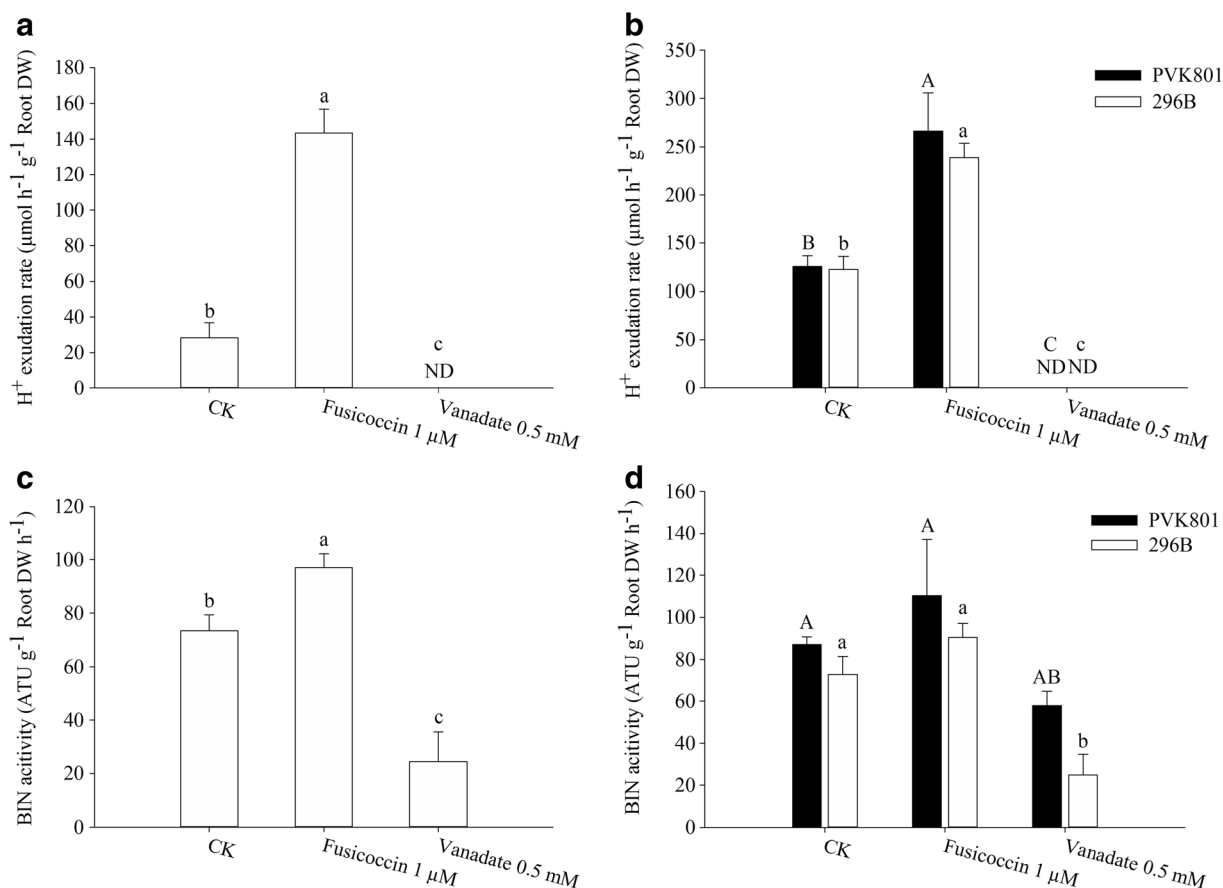 a
H⁺ exudation rate (μmol h⁻¹ g⁻¹ Root DW)
180
160
140
120
100
80
60
40
20
0
b
a
c
ND
CK
Fusicoccin 1 μM
Vanadate 0.5 mM
b
H⁺ exudation rate (μmol h⁻¹ g⁻¹ Root DW)
350
300
250
200
150
100
50
0
PVK801
296B
B b
A a
C c
ND ND
CK
Fusicoccin 1 μM
Vanadate 0.5 mM
c
BIN acitivity (ATU g⁻¹ Root DW h⁻¹)
120
100
80
60
40
20
0
b
a
c
CK
Fusicoccin 1 μM
Vanadate 0.5 mM
d
BIN acitivity (ATU g⁻¹ Root DW h⁻¹)
160
140
120
100
80
60
40
20
0
PVK801
296B
A a
A a
AB b
CK
Fusicoccin 1 μM
Vanadate 0.5 mM